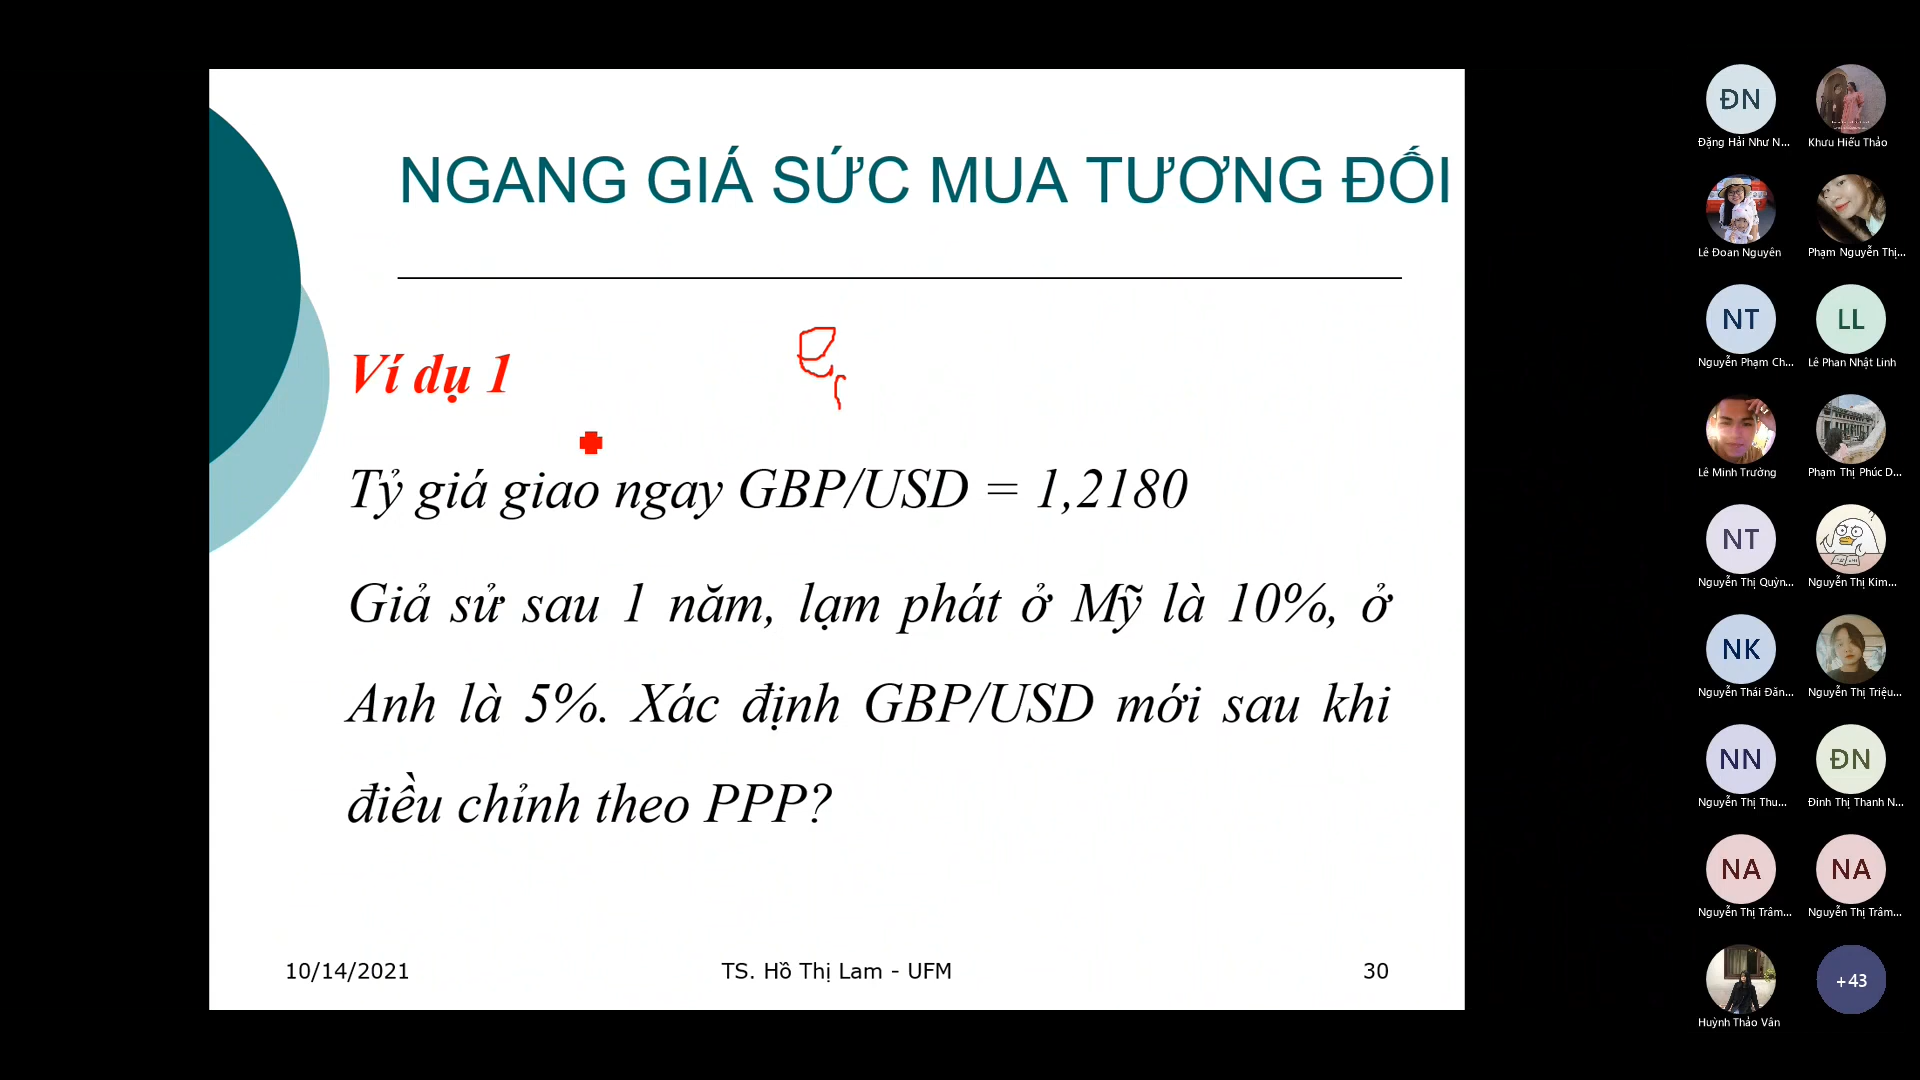 NGANG GIÁ SỨC MUA TƯƠNG ĐỐI
Ví dụ 1
Tỷ giá giao ngay GBP/USD = 1,2180
Giả sử sau 1 năm, lạm phát ở Mỹ là 10%, ở
Anh là 5%. Xác định GBP/USD mới sau khi
điều chỉnh theo PPP?
10/14/2021
TS. Hồ Thị Lam - UFM
30
ĐN
Đặng Hải Như N...
Khưu Hiếu Thảo
Lê Đoan Nguyên
Phạm Nguyễn Thị...
NT
Nguyễn Phạm Ch...
LL
Lê Phan Nhật Linh
Lê Minh Trường
Phạm Thị Phúc D...
NT
Nguyễn Thị Quỳn...
Nguyễn Thị Kim...
NK
Nguyễn Thái Đăn...
Nguyễn Thị Triệu...
NN
Nguyễn Thị Thu...
ĐN
Đinh Thị Thanh N...
NA
Nguyễn Thị Trâm...
NA
Nguyễn Thị Trâm...
Huỳnh Thảo Vân
+43